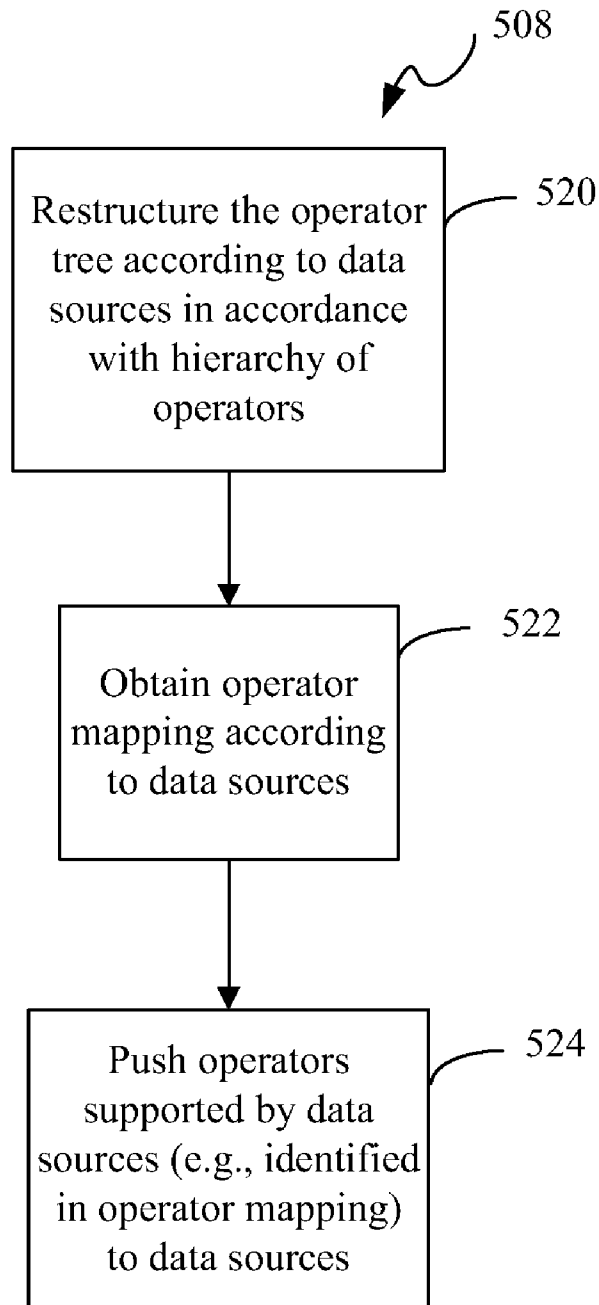 508
Restructure the operator
tree according to data
sources in accordance
with hierarchy of
operators
520
Obtain operator
mapping according
to data sources
522
Push operators
supported by data
sources (e.g., identified
in operator mapping)
to data sources
524